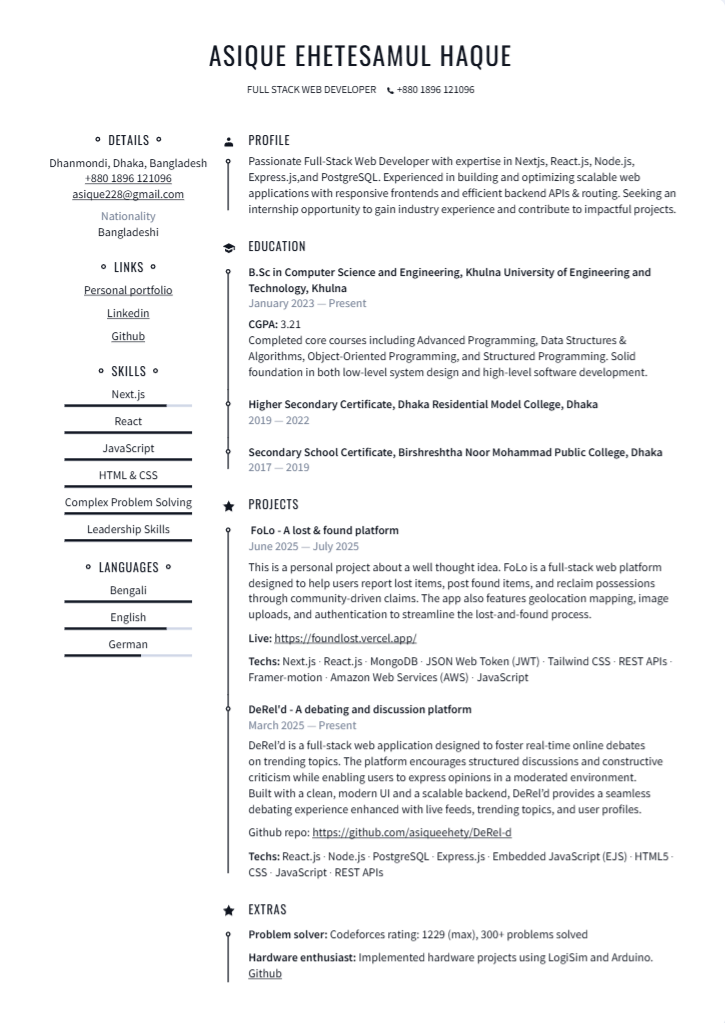 ASIQUE EHETESAMUL HAQUE
FULL STACK WEB DEVELOPER +880 1896 121096
DETAILS
Dhanmondi, Dhaka, Bangladesh
+880 1896 121096
asique228@gmail.com
Nationality
Bangladeshi
LINKS
Personal portfolio
Linkedin
Github
SKILLS
Next.js
React
JavaScript
HTML & CSS
Complex Problem Solving
Leadership Skills
LANGUAGES
Bengali
English
German
PROFILE
Passionate Full-Stack Web Developer with expertise in Nextjs, React.js, Node.js,
Express.js,and PostgreSQL. Experienced in building and optimizing scalable web
applications with responsive frontends and efficient backend APIs & routing. Seeking an
internship opportunity to gain industry experience and contribute to impactful projects.
EDUCATION
B.Sc in Computer Science and Engineering, Khulna University of Engineering and
Technology, Khulna
January 2023 — Present
CGPA: 3.21
Completed core courses including Advanced Programming, Data Structures &
Algorithms, Object-Oriented Programming, and Structured Programming. Solid
foundation in both low-level system design and high-level software development.
Higher Secondary Certificate, Dhaka Residential Model College, Dhaka
2019 — 2022
Secondary School Certificate, Birshreshtha Noor Mohammad Public College, Dhaka
2017 — 2019
PROJECTS
FoLo - A lost & found platform
June 2025 — July 2025
This is a personal project about a well thought idea. FoLo is a full-stack web platform
designed to help users report lost items, post found items, and reclaim possessions
through community-driven claims. The app also features geolocation mapping, image
uploads, and authentication to streamline the lost-and-found process.
Live: https://foundlost.vercel.app/
Techs: Next.js · React.js · MongoDB · JSON Web Token (JWT) · Tailwind CSS · REST APIs ·
Framer-motion · Amazon Web Services (AWS) · JavaScript
DeRel'd - A debating and discussion platform
March 2025 — Present
DeRel’d is a full-stack web application designed to foster real-time online debates
on trending topics. The platform encourages structured discussions and constructive
criticism while enabling users to express opinions in a moderated environment.
Built with a clean, modern UI and a scalable backend, DeRel’d provides a seamless
debating experience enhanced with live feeds, trending topics, and user profiles.
Github repo: https://github.com/asiqueehety/DeRel-d
Techs: React.js · Node.js · PostgreSQL · Express.js · Embedded JavaScript (EJS) · HTML5 ·
CSS · JavaScript · REST APIs
EXTRAS
Problem solver: Codeforces rating: 1229 (max), 300+ problems solved
Hardware enthusiast: Implemented hardware projects using LogiSim and Arduino.
Github